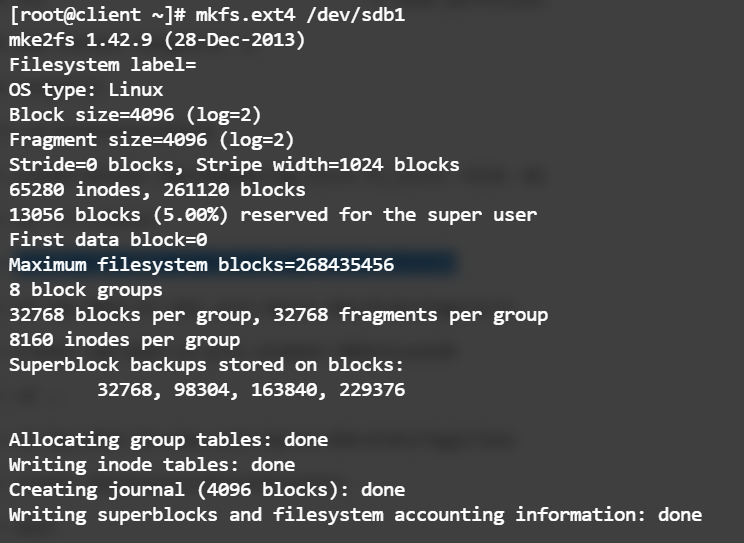 [root@client ~]# mkfs.ext4 /dev/sdb1
mke2fs 1.42.9 (28-Dec-2013)
Filesystem label=
OS type: Linux
Block size=4096 (log=2)
Fragment size=4096 (log=2)
Stride=0 blocks, Stripe width=1024 blocks
65280 inodes, 261120 blocks
13056 blocks (5.00%) reserved for the super user
First data block=0
Maximum filesystem blocks=268435456
8 block groups
32768 blocks per group, 32768 fragments per group
8160 inodes per group
Superblock backups stored on blocks:
        32768, 98304, 163840, 229376
Allocating group tables: done
Writing inode tables: done
Creating journal (4096 blocks): done
Writing superblocks and filesystem accounting information: done